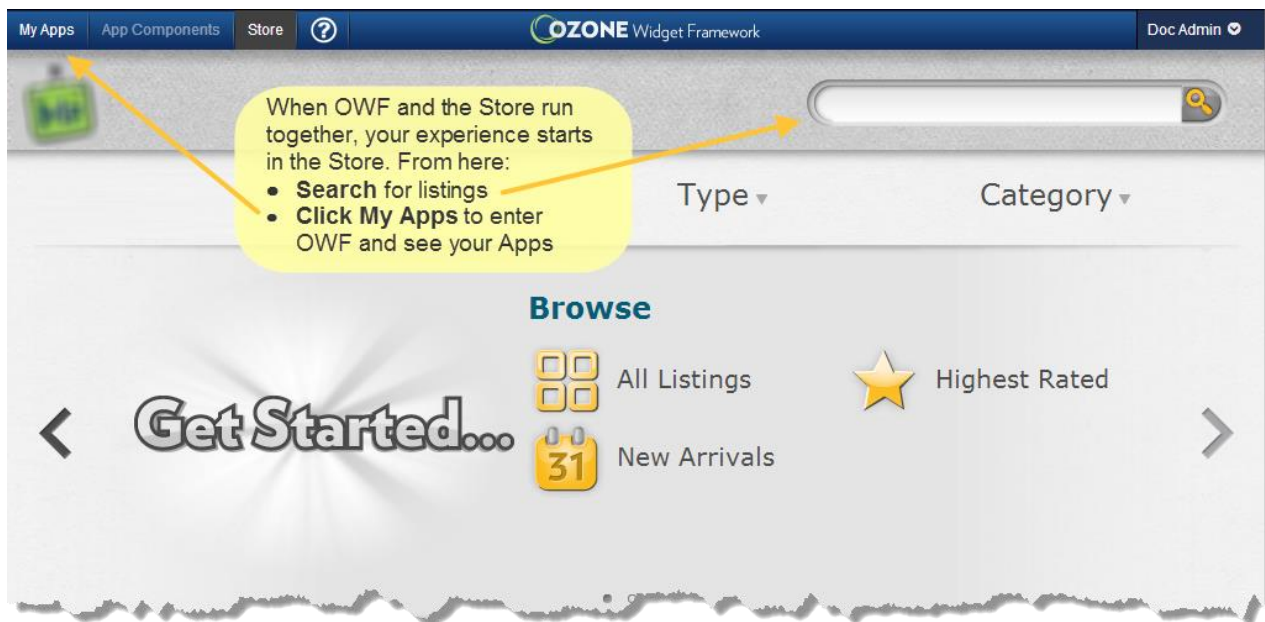 My Apps App Components Store ? OZONE Widget Framework Doc Admin
When OWF and the Store run
together, your experience starts
in the Store. From here:
• Search for listings
• Click My Apps to enter
OWF and see your Apps
Type Category
Browse
All Listings Highest Rated
Get Started...
31 New Arrivals